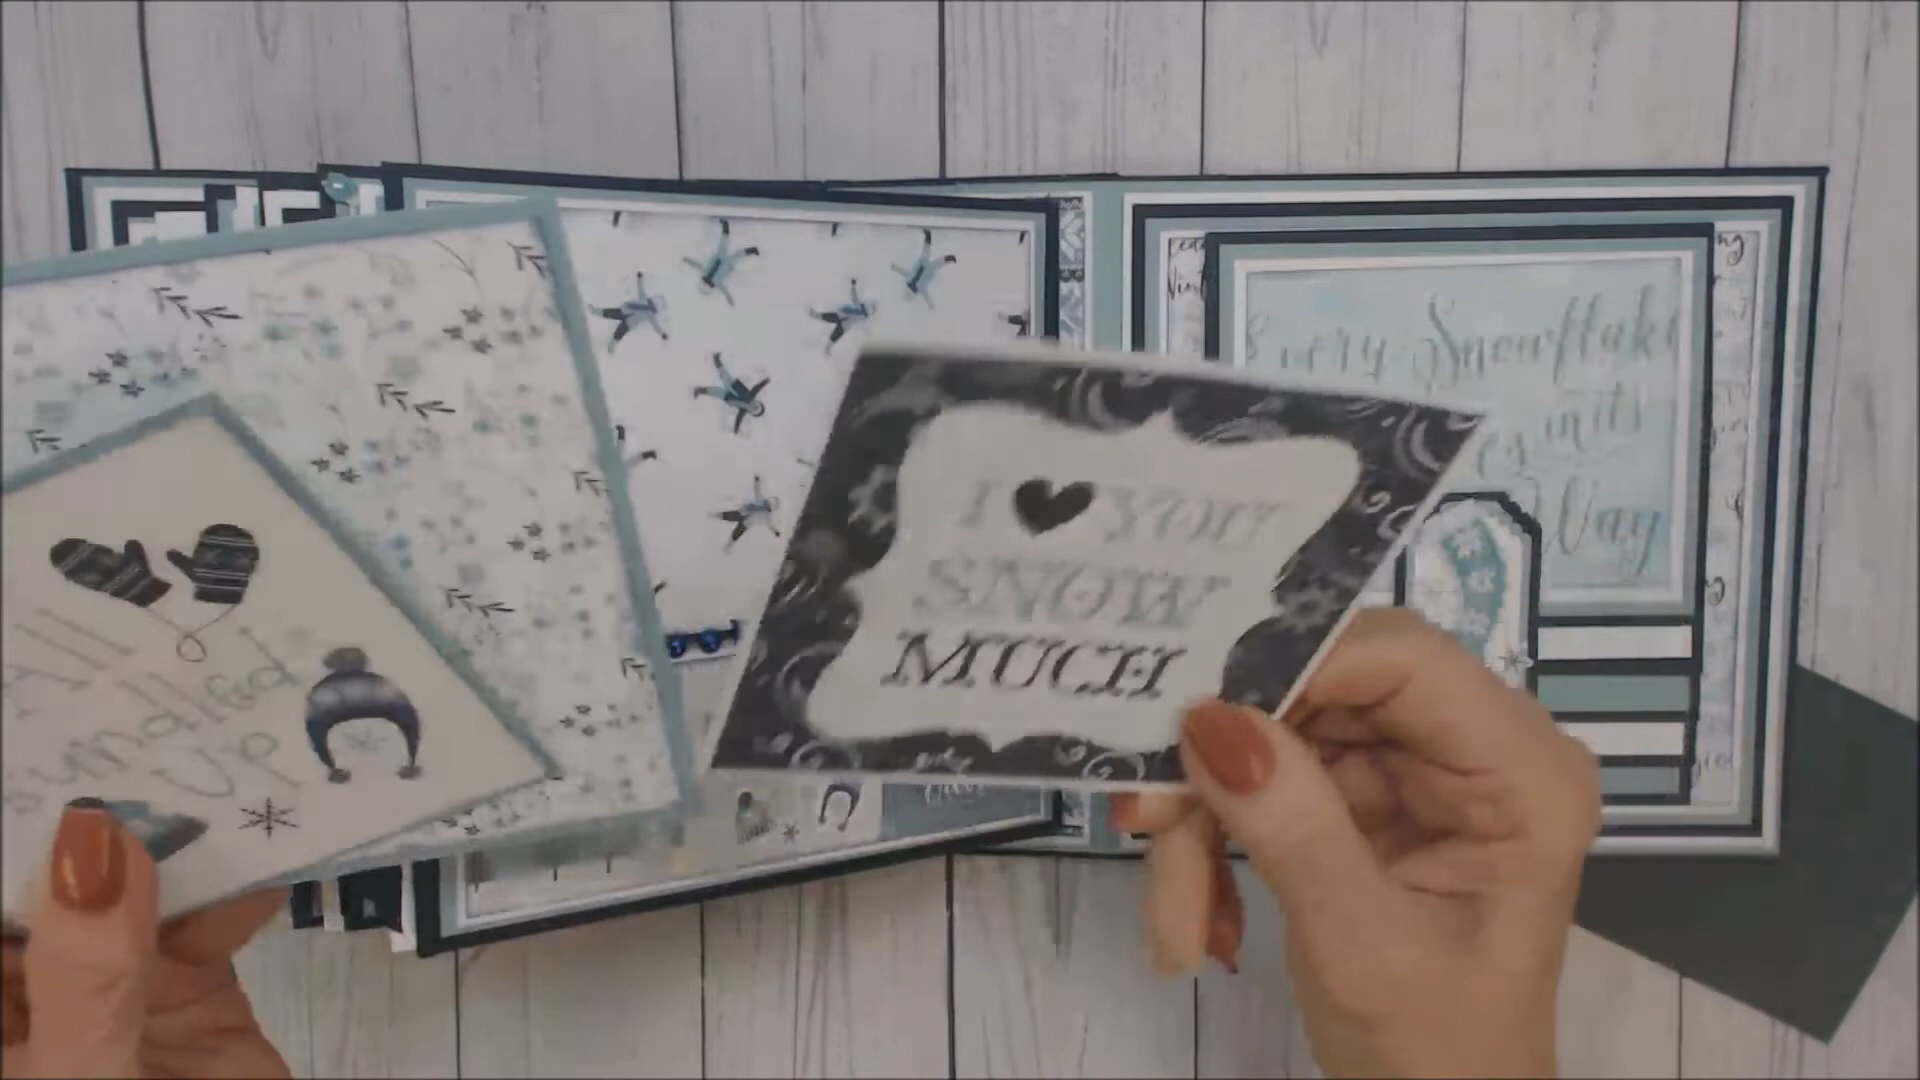 All
Bundled
Up
I YOU
SNOW
MUCH
Every Snowflake
in its
Way